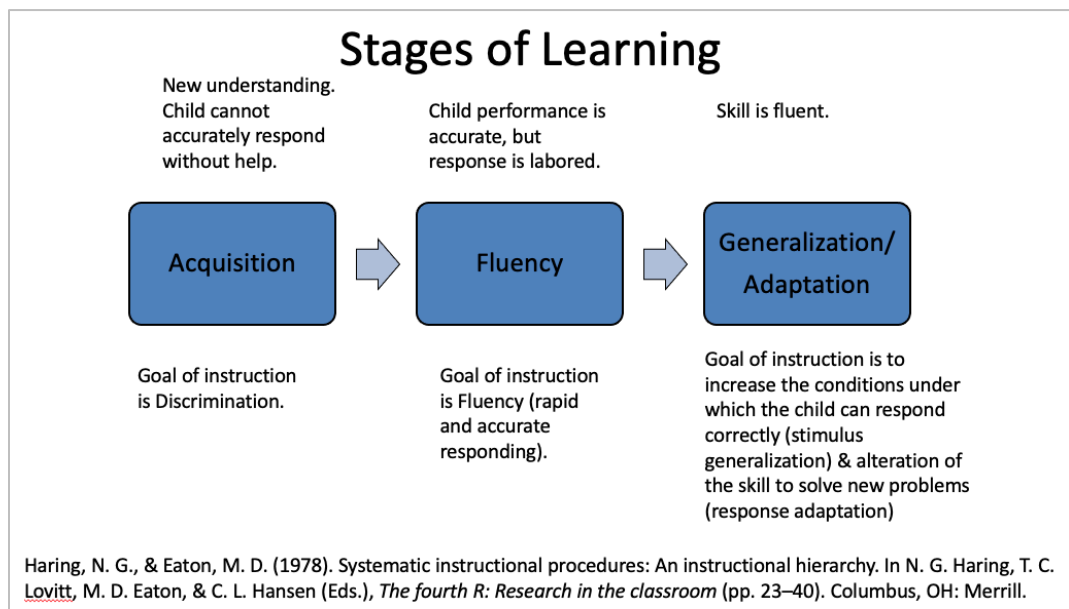 Stages of Learning
New understanding.
Child cannot
accurately respond
without help.
Child performance is
accurate, but
response is labored.
Skill is fluent.
Acquisition
Fluency
Generalization/
Adaptation
Goal of instruction
is Discrimination.
Goal of instruction
is Fluency (rapid
and accurate
responding).
Goal of instruction is to
increase the conditions under
which the child can respond
correctly (stimulus
generalization) & alteration of
the skill to solve new problems
(response adaptation)
Haring, N. G., & Eaton, M. D. (1978). Systematic instructional procedures: An instructional hierarchy. In N. G. Haring, T. C.
Lovitt, M. D. Eaton, & C. L. Hansen (Eds.), The fourth R: Research in the classroom (pp. 23–40). Columbus, OH: Merrill.